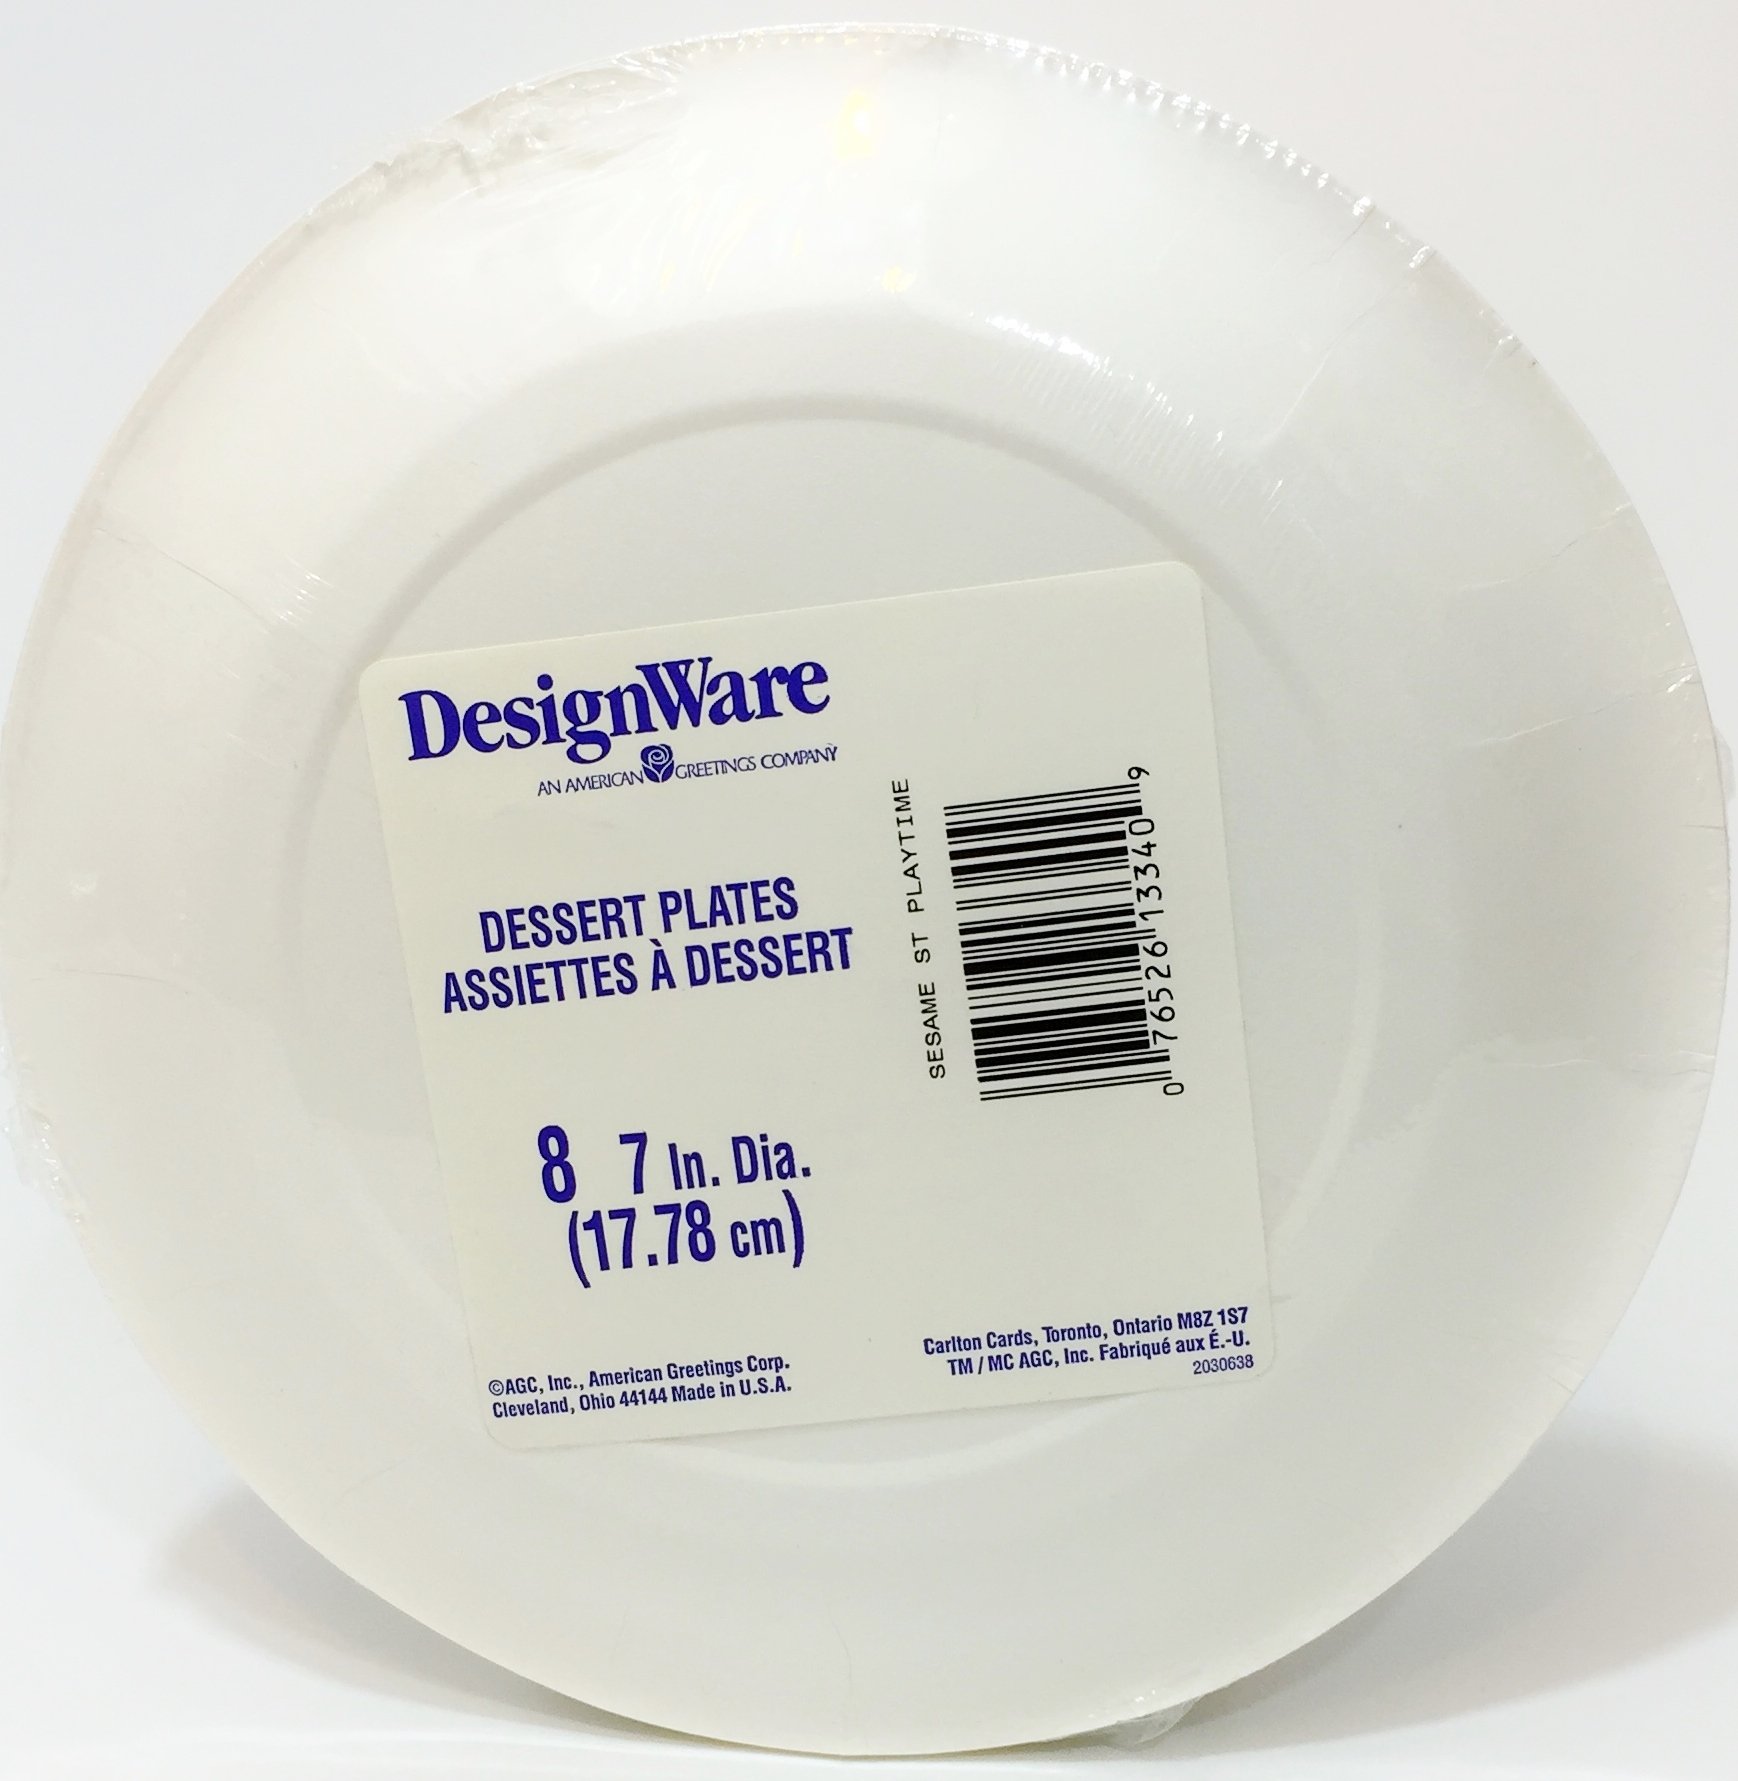 DesignWare
AN AMERICAN GREETINGS COMPANY
DESSERT PLATES
ASSIETTES À DESSERT
8 7 In. Dia.
(17.78 cm)
SESAME ST PLAYTIME
0 76526 13340 9
©AGC, Inc., American Greetings Corp.
Cleveland, Ohio 44144 Made in U.S.A.
Carlton Cards, Toronto, Ontario M8Z 1S7
TM / MC AGC, Inc. Fabriqué aux É.-U.
2030638